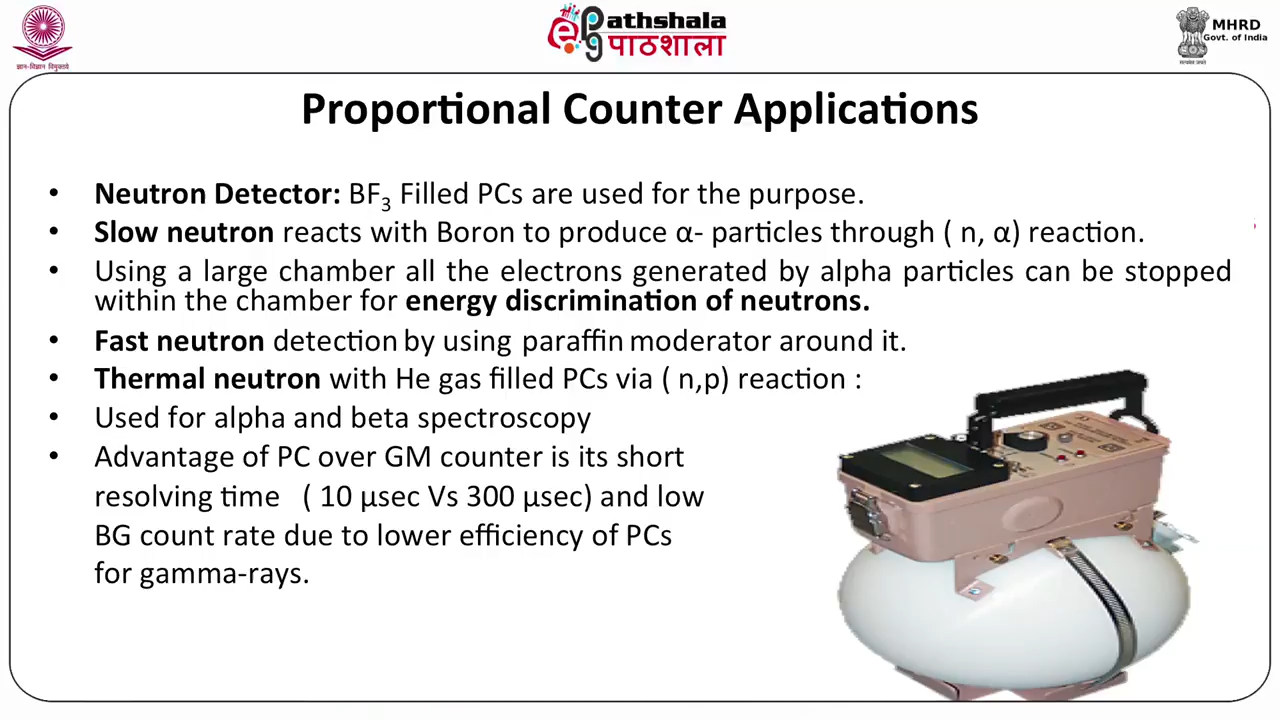 ePathshala
पाठशाला
MHRD
Govt. of India
सत्यमेव जयते
ज्ञान-विज्ञान विमुक्तये
Proportional Counter Applications
• Neutron Detector: BF3 Filled PCs are used for the purpose.
• Slow neutron reacts with Boron to produce α- particles through ( n, α) reaction.
• Using a large chamber all the electrons generated by alpha particles can be stopped
within the chamber for energy discrimination of neutrons.
• Fast neutron detection by using paraffin moderator around it.
• Thermal neutron with He gas filled PCs via ( n,p) reaction :
• Used for alpha and beta spectroscopy
• Advantage of PC over GM counter is its short
resolving time ( 10 μsec Vs 300 μsec) and low
BG count rate due to lower efficiency of PCs
for gamma-rays.